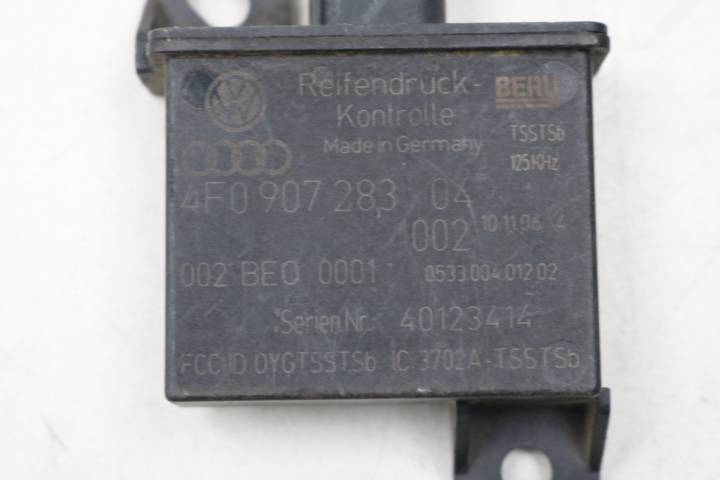 Reifendruck- BERU
Kontrolle
Made in Germany TSSTSb
125KHz
4F0 907 283 04
002 10.11.06 14
002 BE0 0001 0533 004 012 02
Serien Nr.: 40123414
FCC ID OYGTSSTSb IC 3702A-TSSTSb